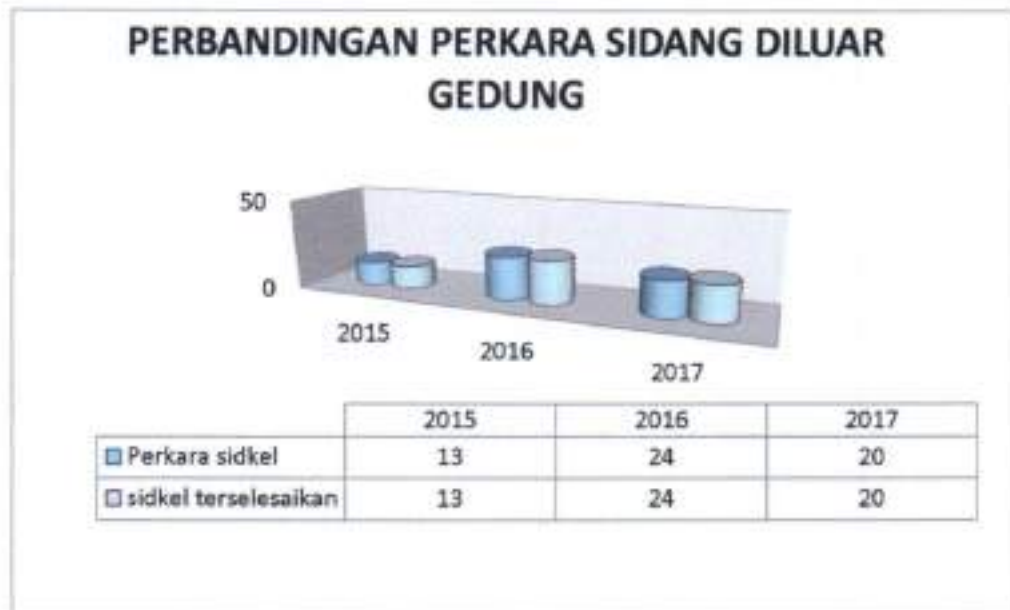 PERBANDINGAN PERKARA SIDANG DILUAR
GEDUNG
50
0
2015
2016
2017
2015 2016 2017
Perkara sidkel 13 24 20
sidkel terselesaikan 13 24 20